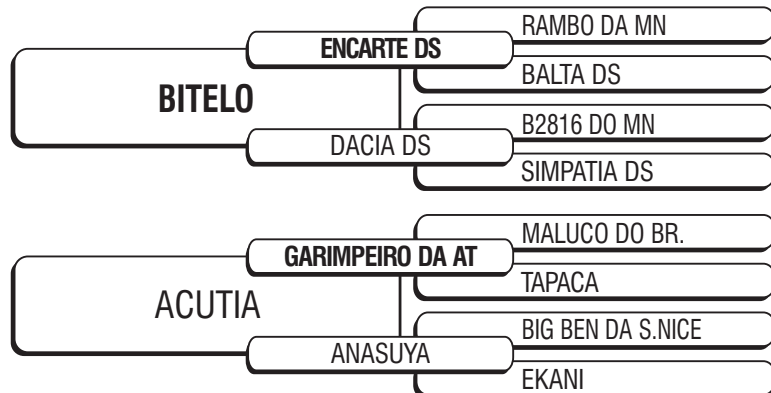 RAMBO DA MN
ENCARTE DS
BALTA DS
BITELO
B2816 DO MN
DACIA DS
SIMPATIA DS
MALUCO DO BR.
GARIMPEIRO DA AT
TAPACA
ACUTIA
BIG BEN DA S.NICE
ANASUYA
EKANI